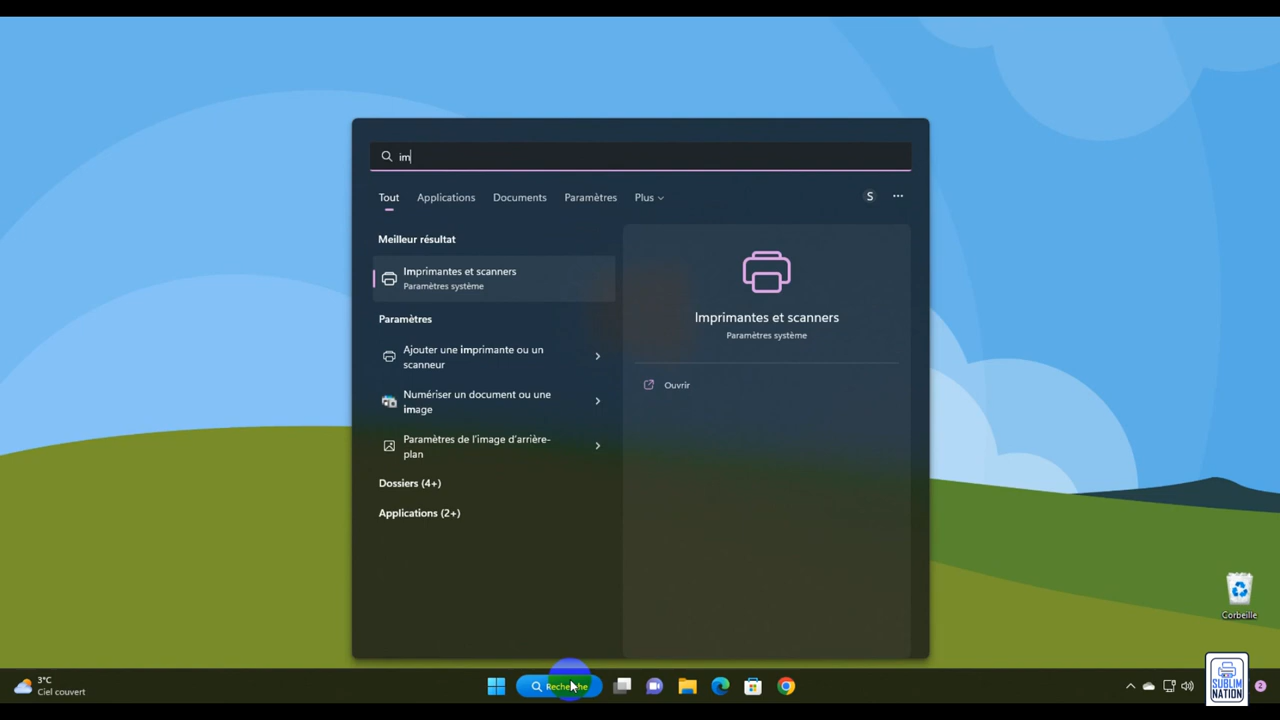 im
Tout Applications Documents Paramètres Plus S
Meilleur résultat
Imprimantes et scanners
Paramètres système
Paramètres
Ajouter une imprimante ou un
scanneur
Numériser un document ou une
image
Paramètres de l'image d'arrière-
plan
Dossiers (4+)
Applications (2+)
Imprimantes et scanners
Paramètres système
Ouvrir
Corbeille
3°C
Ciel couvert
Recherche
SUBLIM
NATION
2